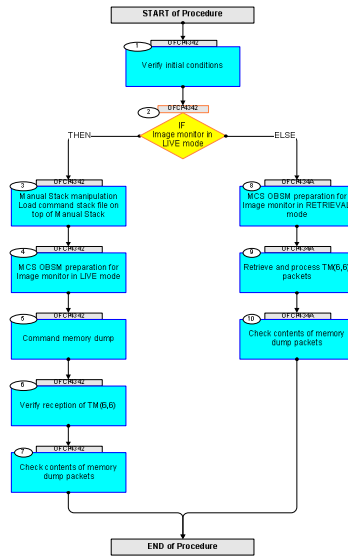 START of Procedure
1
OFCP4342
Verify initial conditions
2
OFCP4342
IF
Image monitor in
LIVE mode
THEN
ELSE
3
OFCP4342
Manual Stack manipulation
Load command stack file on
top of Manual Stack
4
OFCP4342
MCS OBSM preparation for
Image monitor in LIVE mode
5
OFCP4342
Command memory dump
6
OFCP4342
Verify reception of TM(6,6)
7
OFCP4342
Check contents of memory
dump packets
8
MCS OBSM preparation for
Image monitor in RETRIEVAL
mode
9
Retrieve and process TM(6,6)
packets
10
Check contents of memory
dump packets
END of Procedure